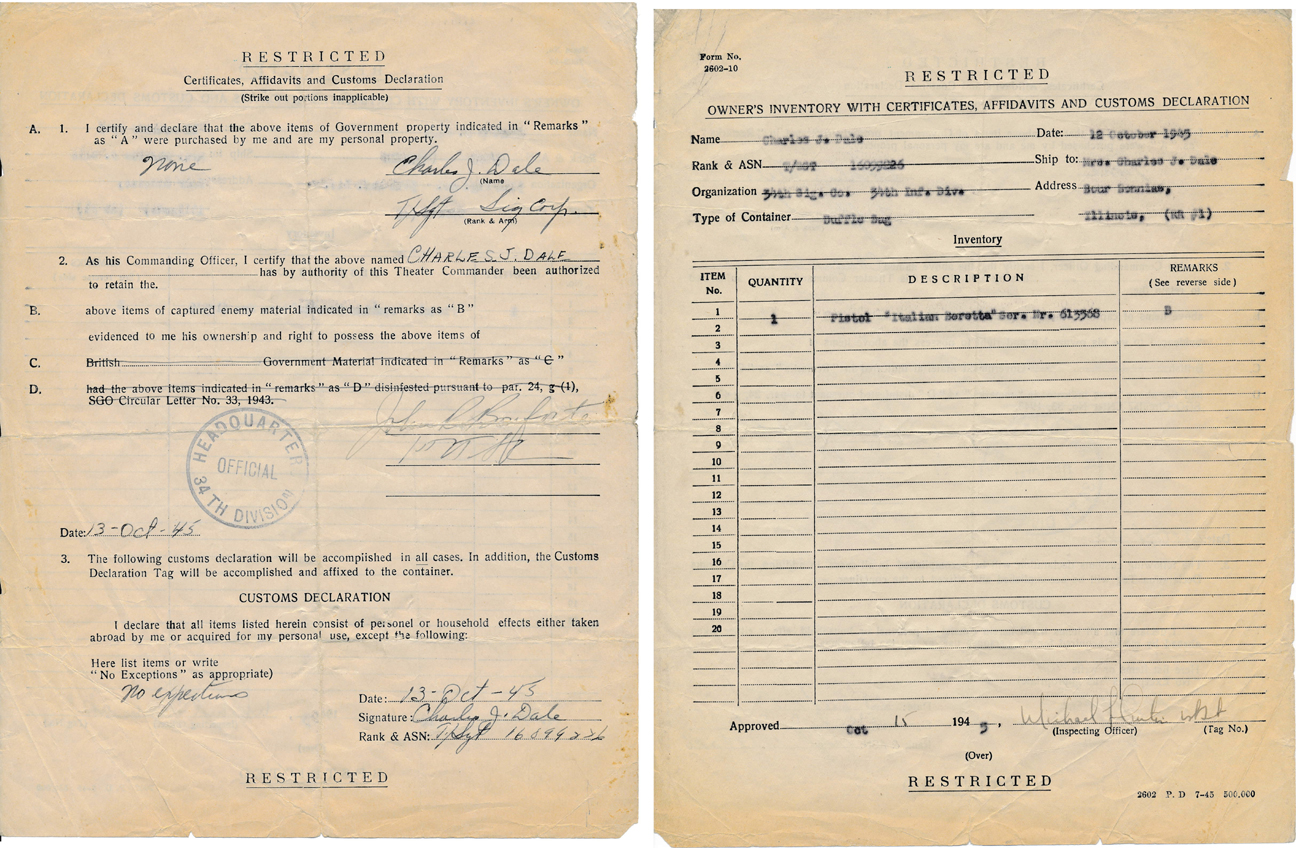 RESTRICTED
Certificates, Affidavits and Customs Declaration
(Strike out portions inapplicable)
A. 1. I certify and declare that the above items of Government property indicated in "Remarks"
as "A" were purchased by me and are my personal property.
None
Charles J. Dale
(Name
T/Sgt Sig Corp.
(Rank & Arm)
2. As his Commanding Officer, I certify that the above named CHARLES. J. DALE
has by authority of this Theater Commander been authorized
to retain the.
B. above items of captured enemy material indicated in "remarks as "B"
evidenced to me his ownership and right to possess the above items of
C. British Government Material indicated in "Remarks" as "C"
D. had the above items indicated in "remarks" as "D" disinfested pursuant to par. 24, g-(1),
SGO Circular Letter No. 33, 1943.
HEADQUARTER
OFFICIAL
34TH DIVISION
Date: 13-Oct-45
3. The following customs declaration will be accomplished in all cases. In addition, the Customs
Declaration Tag will be accomplished and affixed to the container.
CUSTOMS DECLARATION
I declare that all items listed herein consist of personel or household effects either taken
abroad by me or acquired for my personal use, except the following:
Here list items or write
"No Exceptions" as appropriate)
No expections
Date: 13-Oct-45
Signature: Charles J. Dale
Rank & ASN: T/Sgt 16099226
RESTRICTED
Form No.
2602-10
RESTRICTED
OWNER'S INVENTORY WITH CERTIFICATES, AFFIDAVITS AND CUSTOMS DECLARATION
Name Charles J. Dale Date: 12 October 1945
Rank & ASN Ship to: Mrs. Charles J. Dale
Organization 34th Sig. Co. 34th Inf. Div. Address
Type of Container Duffle Bag Illinois, (RR #1)
Inventory
ITEM No. QUANTITY DESCRIPTION REMARKS (See reverse side)
1 1 Pistol "Italian Beretta" Ser. Nr. 613568 B
2
3
4
5
6
7
8
9
10
11
12
13
14
15
16
17
18
19
20
Approved Oct 15 1945, Michael
(Inspecting Officer) (Tag No.)
(Over)
RESTRICTED
2602 P. D 7-45 500.000